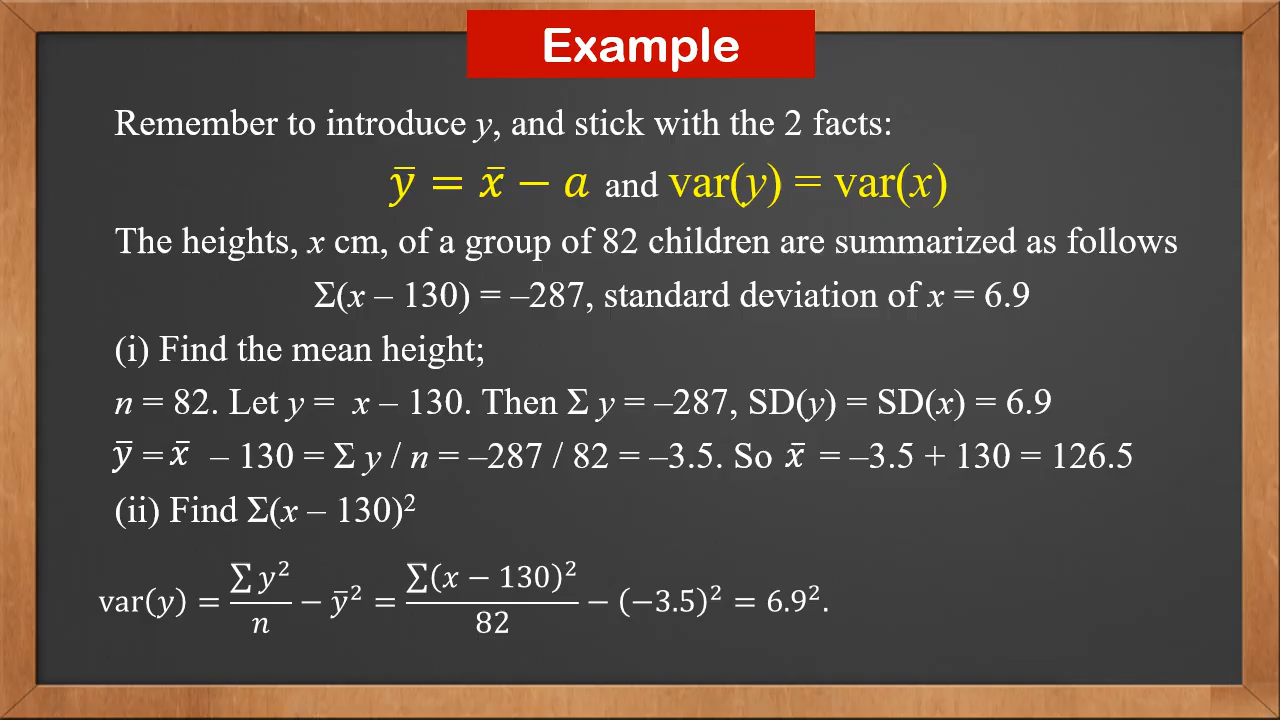 Example
Remember to introduce y, and stick with the 2 facts:
ȳ = x̄ − a and var(y) = var(x)
The heights, x cm, of a group of 82 children are summarized as follows
Σ(x – 130) = –287, standard deviation of x = 6.9
(i) Find the mean height;
n = 82. Let y = x – 130. Then Σ y = –287, SD(y) = SD(x) = 6.9
ȳ = x̄ – 130 = Σ y / n = –287 / 82 = –3.5. So x̄ = –3.5 + 130 = 126.5
(ii) Find Σ(x – 130)²
var(y) = ∑y²/n − ȳ² = ∑(x − 130)²/82 − (−3.5)² = 6.9².